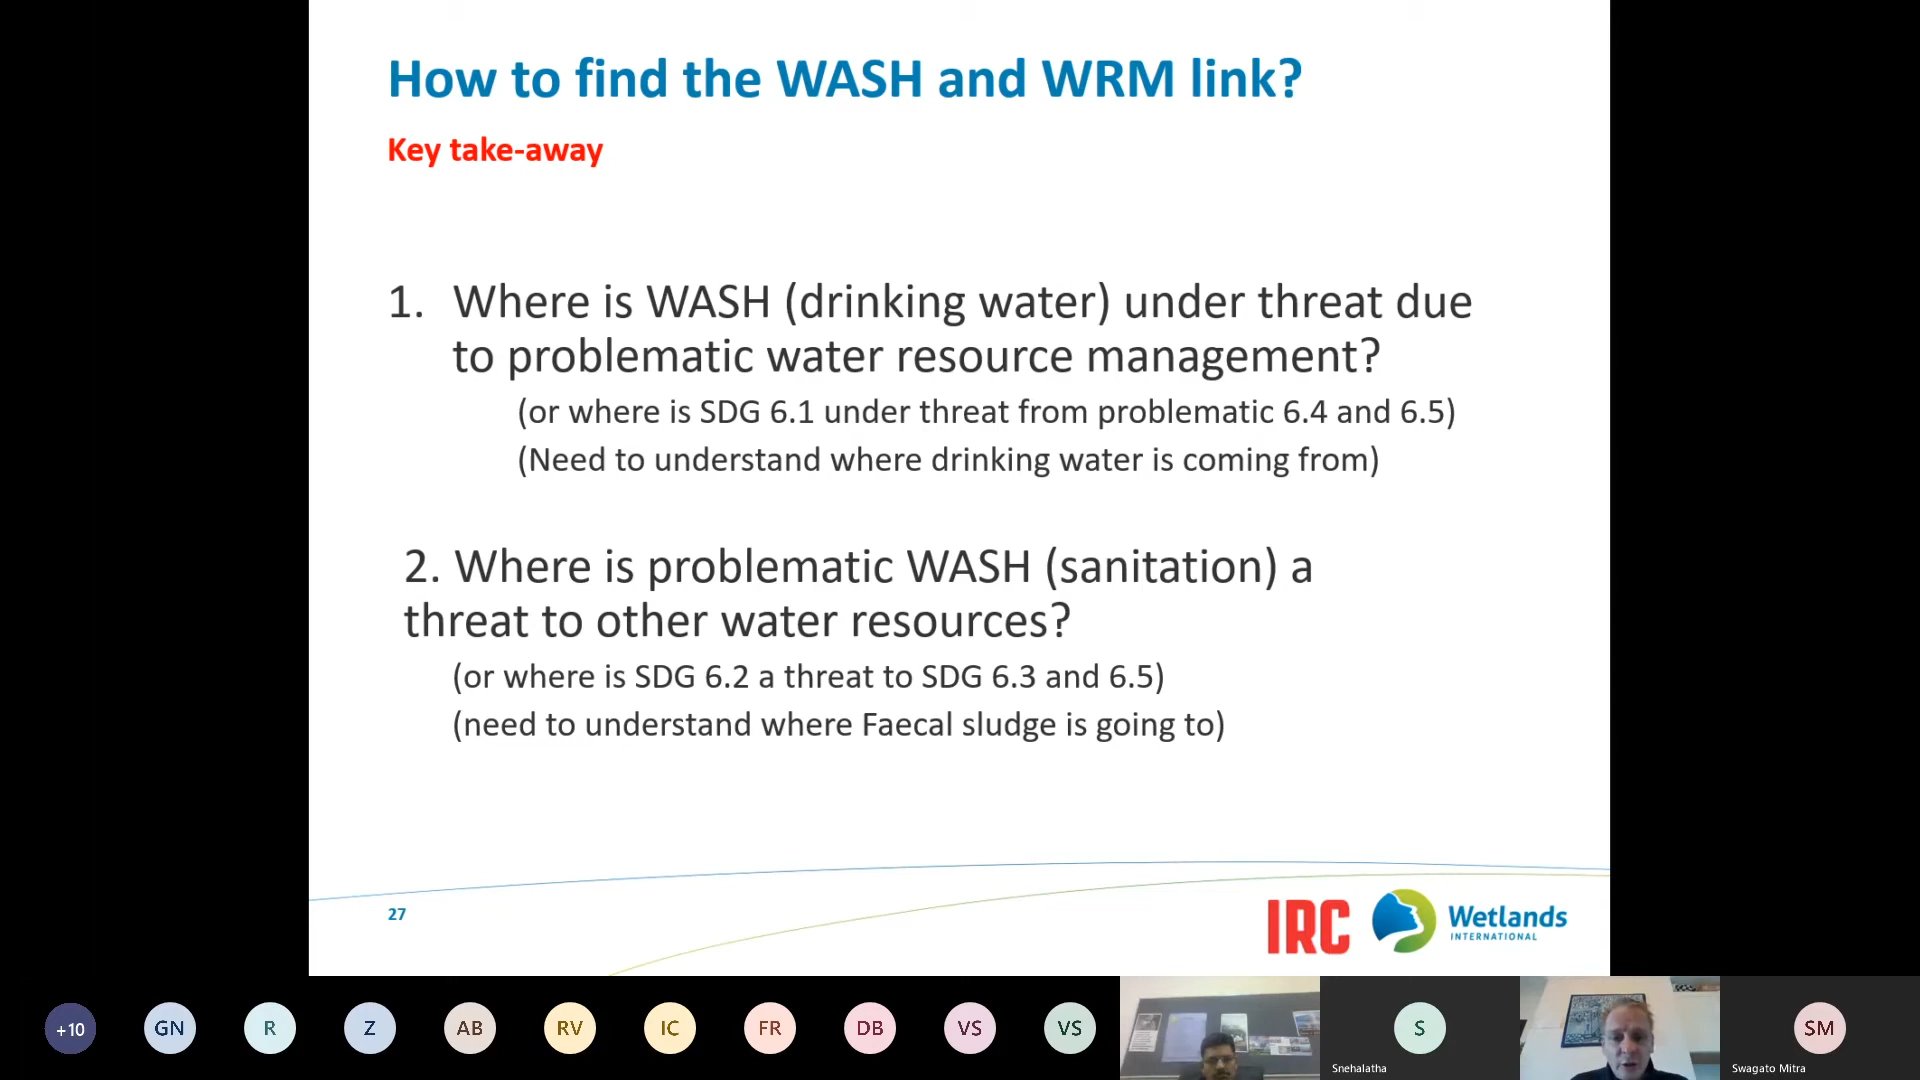 How to find the WASH and WRM link?
Key take-away
1. Where is WASH (drinking water) under threat due
to problematic water resource management?
(or where is SDG 6.1 under threat from problematic 6.4 and 6.5)
(Need to understand where drinking water is coming from)
2. Where is problematic WASH (sanitation) a
threat to other water resources?
(or where is SDG 6.2 a threat to SDG 6.3 and 6.5)
(need to understand where Faecal sludge is going to)
27
IRC
Wetlands
INTERNATIONAL
+10
GN
R
Z
AB
RV
IC
FR
DB
VS
VS
S
Snehalatha
SM
Swagato Mitra